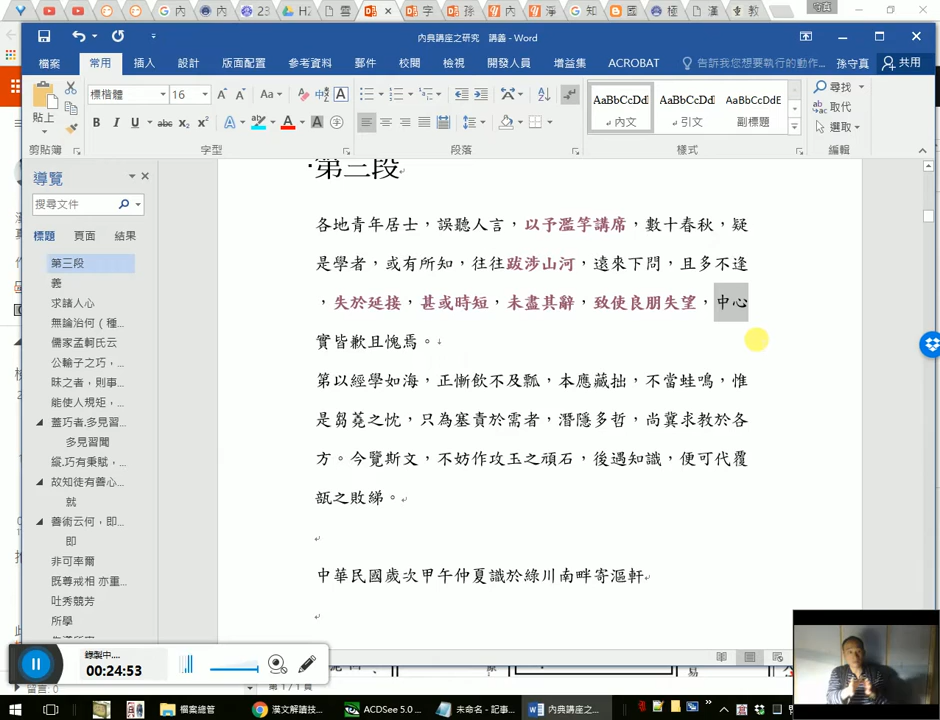 內典講座之研究 講義 - Word
檔案 常用 插入 設計 版面配置 參考資料 郵件 校閱 檢視 開發人員 增益集 ACROBAT 告訴我您想要執行的動作... 孫守真 共用
貼上 標楷體 16 AaBbCcDd AaBbCcDd AaBbCcDdE 尋找
內文 引文 副標題 取代
選取
剪貼簿 字型 段落 樣式 編輯
導覽
搜尋文件
標題 頁面 結果
第三段
求諸人心
無論治何（種...
儒家孟軻氏云
公輪子之巧，...
昧之者，則事...
能使人規矩，...
蓋巧者.多見習...
多見習聞
縱.巧有秉賦，...
故知徒有善心...
就
善術云何，即...
即
非可率爾
既尊戒相 亦重...
吐秀競芳
所學
第三段
各地青年居士，誤聽人言，以予濫竽講席，數十春秋，疑
是學者，或有所知，往往跋涉山河，遠來下問，且多不逢
，失於延接，甚或時短，未盡其辭，致使良朋失望，中心
實皆歉且愧焉。
第以經學如海，正慚飲不及瓢，本應藏拙，不當蛙鳴，惟
是芻蕘之忱，只為塞責於需者，潛隱多哲，尚冀求教於各
方。今覽斯文，不妨作攻玉之頑石，後遇知識，便可代覆
瓿之敗綈。
中華民國歲次甲午仲夏識於綠川南畔寄漚軒
錄製中...
00:24:53
第 1 / 1 頁
檔案總管 漢文解讀技... ACDSee 5.0 ... 未命名 - 記事... 內典講座之...